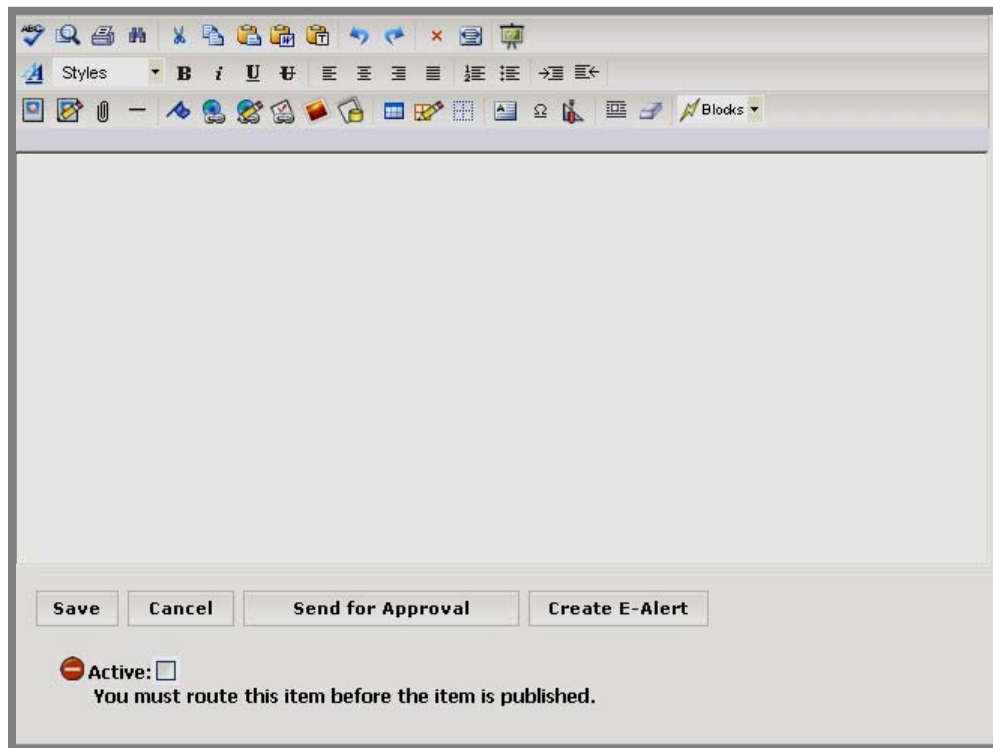 ABC
Styles
B i U U
Ω Blocks
Save Cancel Send for Approval Create E-Alert
Active:
You must route this item before the item is published.